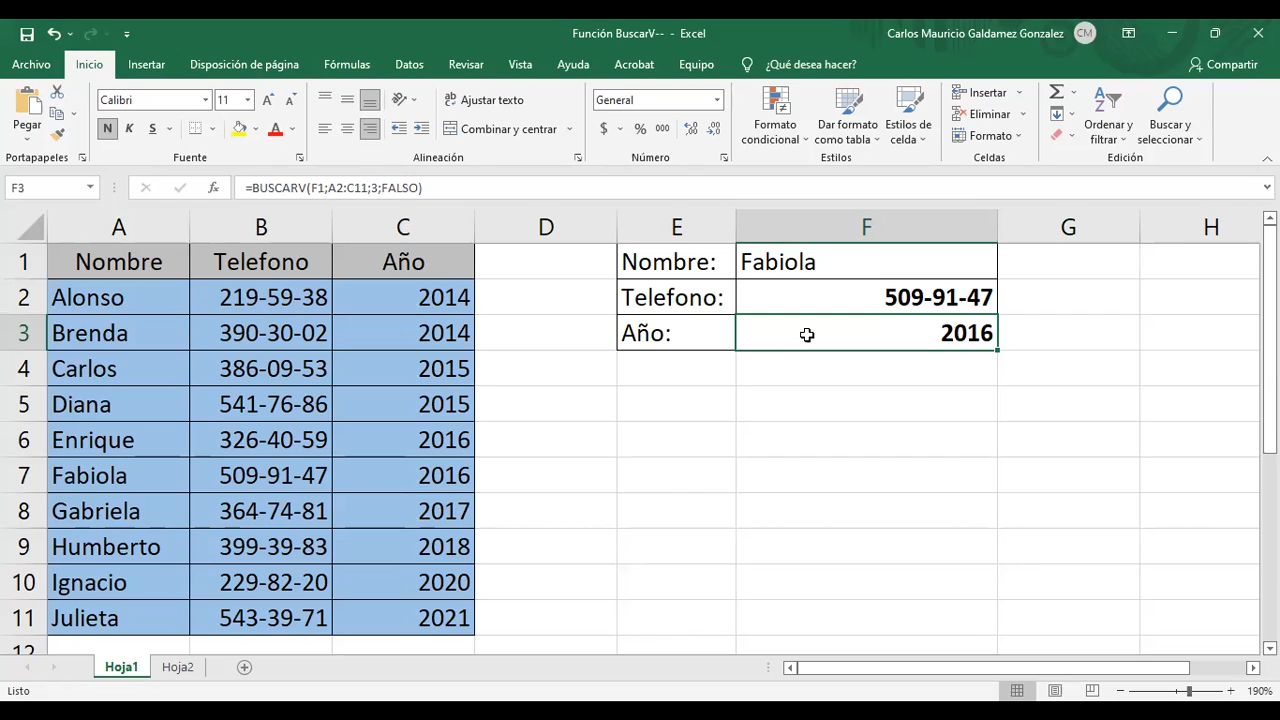 Función BuscarV-- - Excel
Carlos Mauricio Galdamez Gonzalez CM
Archivo Inicio Insertar Disposición de página Fórmulas Datos Revisar Vista Ayuda Acrobat Equipo ¿Qué desea hacer? Compartir
Pegar
Calibri 11
N K S
Ajustar texto
Combinar y centrar
General
$ % 000
Formato condicional
Dar formato como tabla
Estilos de celda
Insertar
Eliminar
Formato
Ordenar y filtrar
Buscar y seleccionar
Portapapeles Fuente Alineación Número Estilos Celdas Edición
F3 fx =BUSCARV(F1;A2:C11;3;FALSO)
A B C D E F G H
1 Nombre Telefono Año Nombre: Fabiola
2 Alonso 219-59-38 2014 Telefono: 509-91-47
3 Brenda 390-30-02 2014 Año: 2016
4 Carlos 386-09-53 2015
5 Diana 541-76-86 2015
6 Enrique 326-40-59 2016
7 Fabiola 509-91-47 2016
8 Gabriela 364-74-81 2017
9 Humberto 399-39-83 2018
10 Ignacio 229-82-20 2020
11 Julieta 543-39-71 2021
12
Hoja1 Hoja2
Listo 190%